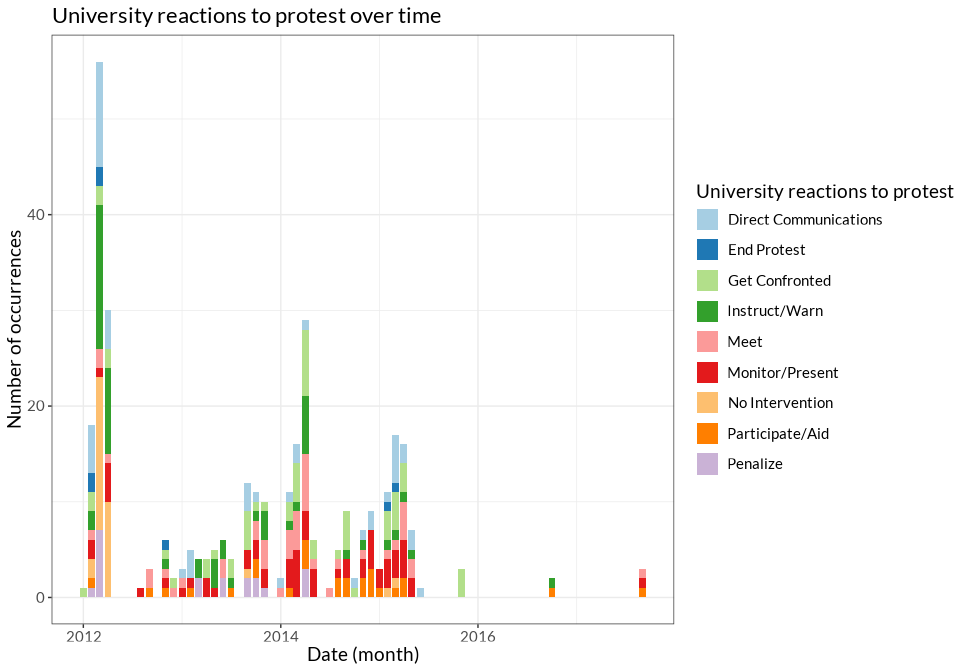 University reactions to protest over time
Number of occurrences
40
20
0
2012
2014
2016
Date (month)
University reactions to protest
Direct Communications
End Protest
Get Confronted
Instruct/Warn
Meet
Monitor/Present
No Intervention
Participate/Aid
Penalize